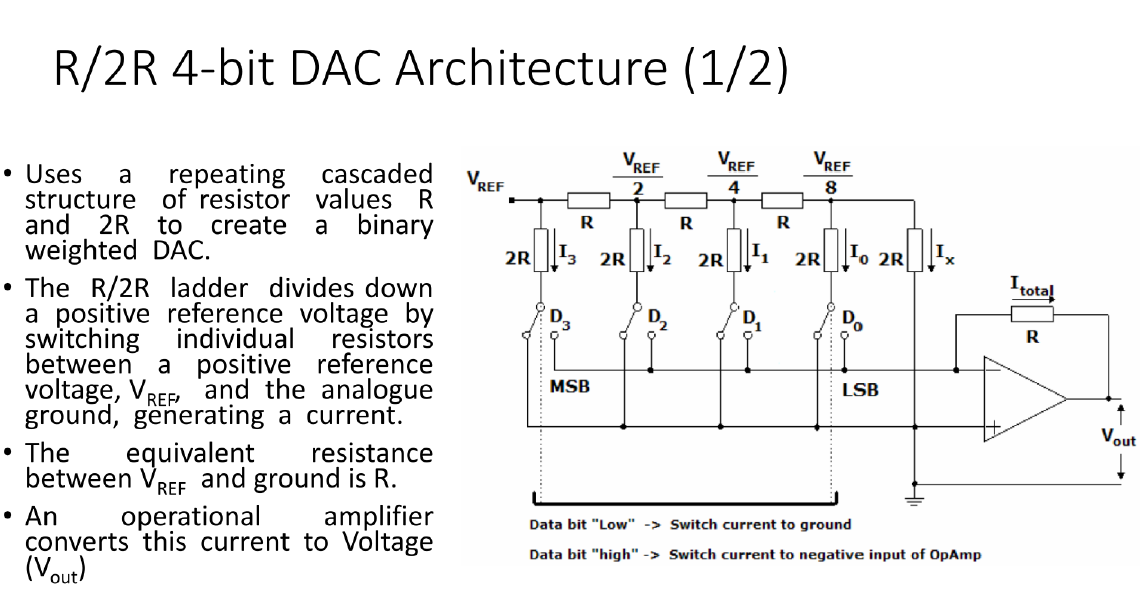 R/2R 4-bit DAC Architecture (1/2)
• Uses a repeating cascaded
structure of resistor values R
and 2R to create a binary
weighted DAC.
• The R/2R ladder divides down
a positive reference voltage by
switching individual resistors
between a positive reference
voltage, VREF, and the analogue
ground, generating a current.
• The equivalent resistance
between VREF and ground is R.
• An operational amplifier
converts this current to Voltage
(Vout)
VREF
VREF
2
VREF
4
VREF
8
R
R
R
2R
I3
2R
I2
2R
I1
2R
I0
2R
Ix
D3
D2
D1
D0
MSB
LSB
Itotal
R
+
Vout
Data bit "Low" -> Switch current to ground
Data bit "high" -> Switch current to negative input of OpAmp